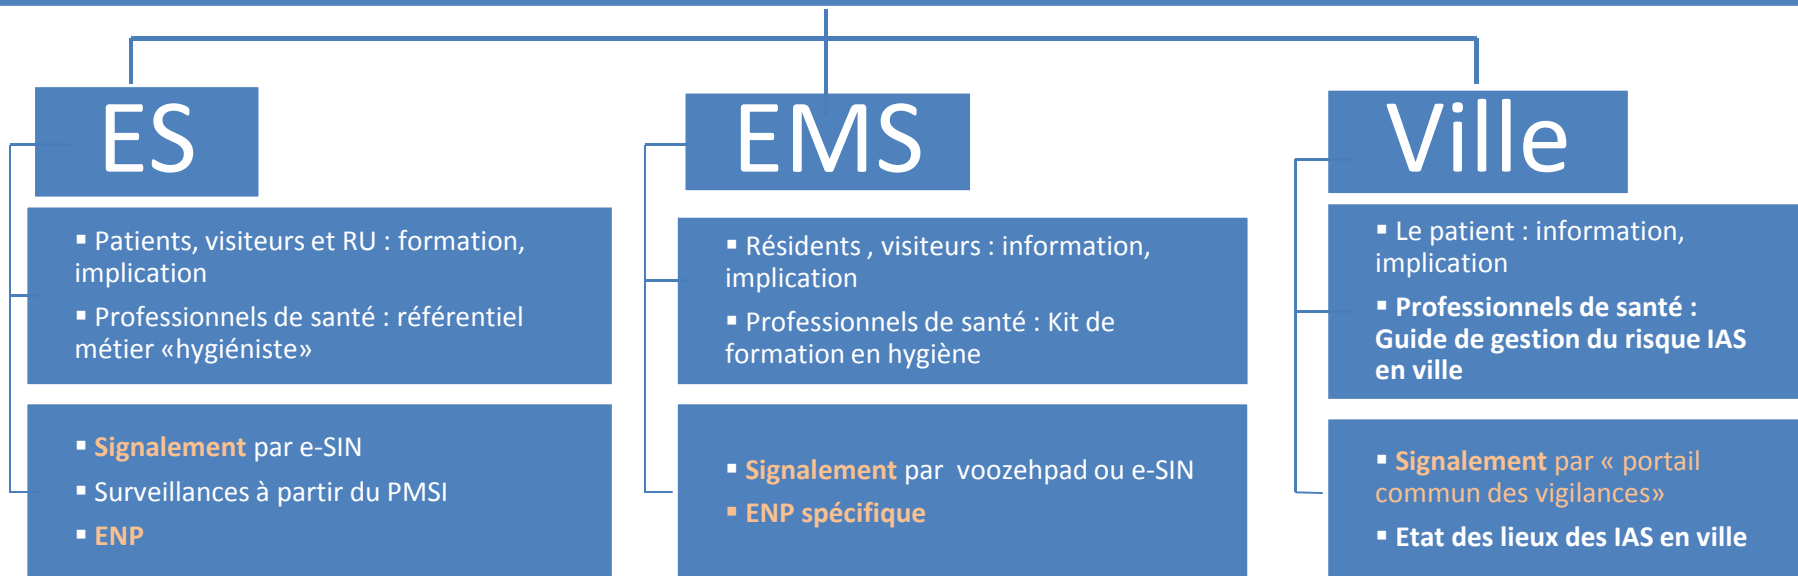 ES
▪ Patients, visiteurs et RU : formation,
implication
▪ Professionnels de santé : référentiel
métier «hygiéniste»
▪ Signalement par e-SIN
▪ Surveillances à partir du PMSI
▪ ENP
EMS
▪ Résidents , visiteurs : information,
implication
▪ Professionnels de santé : Kit de
formation en hygiène
▪ Signalement par voozehpad ou e-SIN
▪ ENP spécifique
Ville
▪ Le patient : information,
implication
▪ Professionnels de santé :
Guide de gestion du risque IAS
en ville
▪ Signalement par « portail
commun des vigilances»
▪ Etat des lieux des IAS en ville